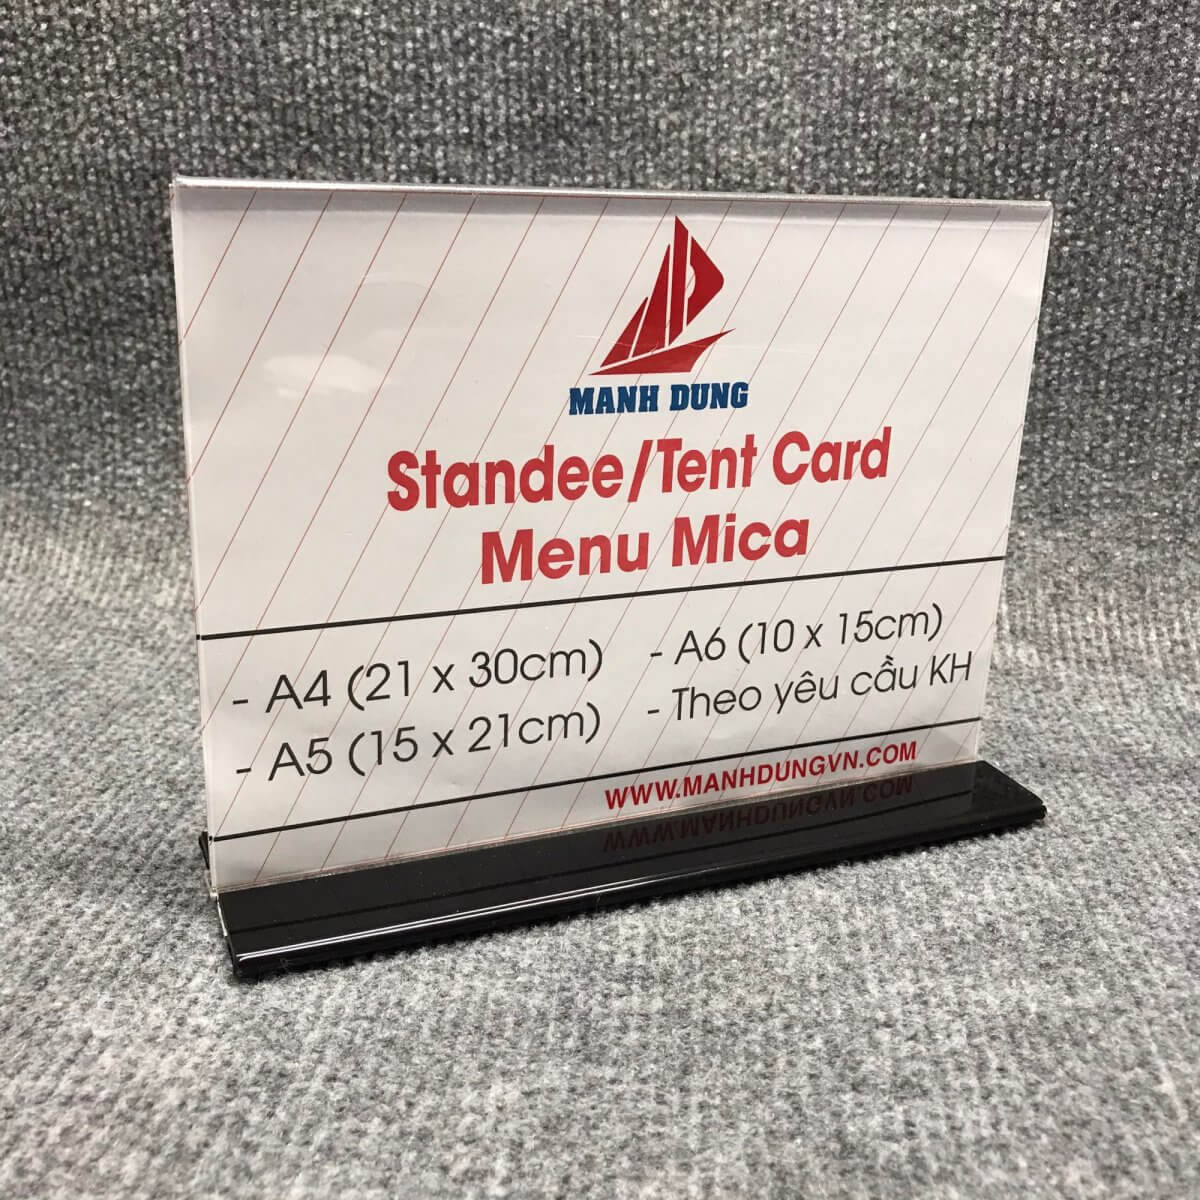 MANH DUNG
Standee/Tent Card
Menu Mica
- A4 (21 x 30cm)
- A5 (15 x 21cm)
- A6 (10 x 15cm)
- Theo yêu cầu KH
WWW.MANHDUNGVN.COM